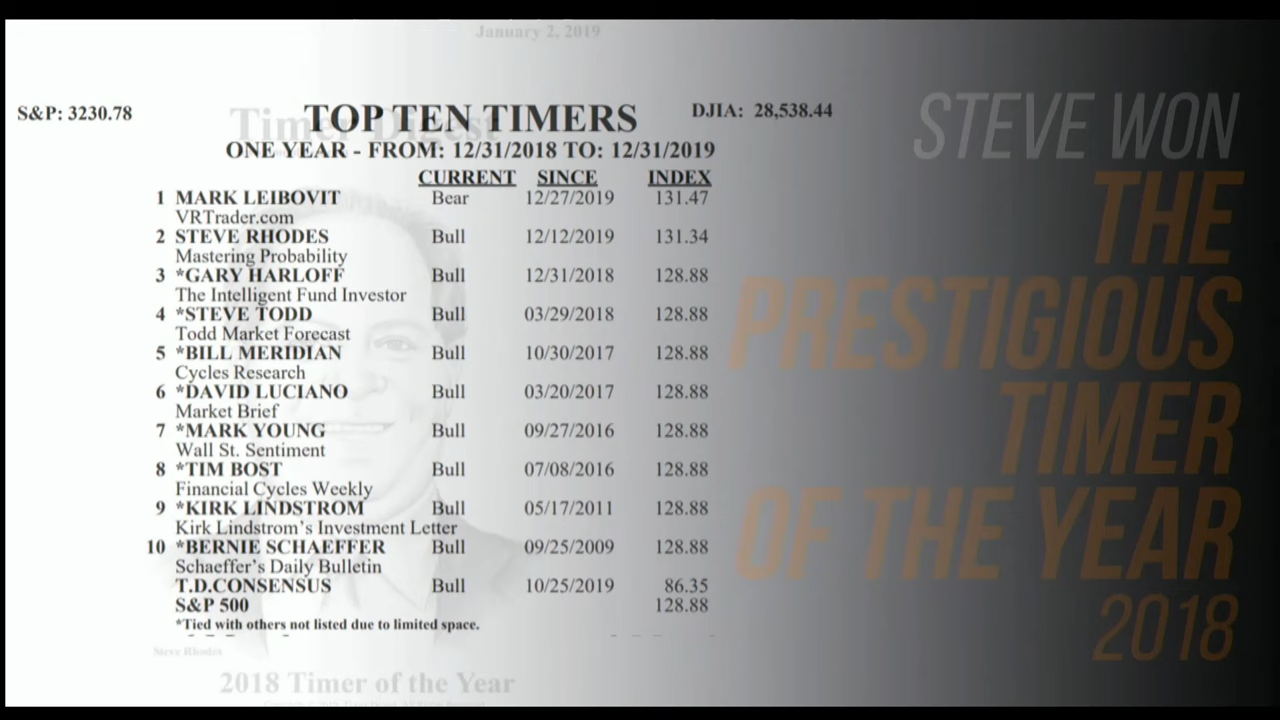 January 2, 2019
Timer Digest
S&P: 3230.78
TOP TEN TIMERS
DJIA: 28,538.44
ONE YEAR - FROM: 12/31/2018 TO: 12/31/2019
CURRENT SINCE INDEX
1 MARK LEIBOVIT Bear 12/27/2019 131.47
VRTrader.com
2 STEVE RHODES Bull 12/12/2019 131.34
Mastering Probability
3 *GARY HARLOFF Bull 12/31/2018 128.88
The Intelligent Fund Investor
4 *STEVE TODD Bull 03/29/2018 128.88
Todd Market Forecast
5 *BILL MERIDIAN Bull 10/30/2017 128.88
Cycles Research
6 *DAVID LUCIANO Bull 03/20/2017 128.88
Market Brief
7 *MARK YOUNG Bull 09/27/2016 128.88
Wall St. Sentiment
8 *TIM BOST Bull 07/08/2016 128.88
Financial Cycles Weekly
9 *KIRK LINDSTROM Bull 05/17/2011 128.88
Kirk Lindstrom's Investment Letter
10 *BERNIE SCHAEFFER Bull 09/25/2009 128.88
Schaeffer's Daily Bulletin
T.D.CONSENSUS Bull 10/25/2019 86.35
S&P 500 128.88
*Tied with others not listed due to limited space.
Steve Rhodes
2018 Timer of the Year
STEVE WON
THE
PRESTIGIOUS
TIMER
OF THE YEAR
2018